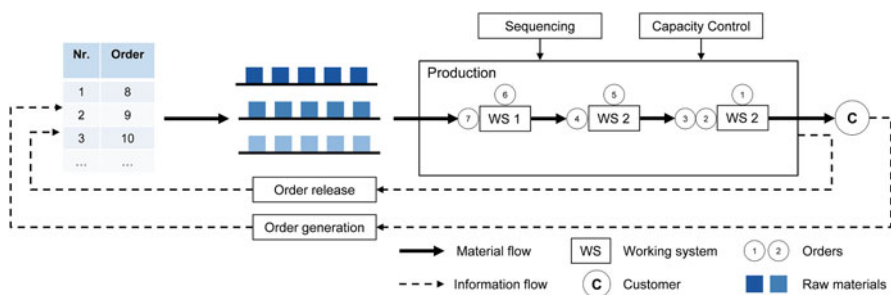 Sequencing
Capacity Control
Nr. Order
1 8
2 9
3 10
... ...
Production
6
5
1
7 WS 1
4 WS 2
3 2 WS 2
C
Order release
Order generation
Material flow
WS Working system
1 2 Orders
Information flow
C Customer
Raw materials